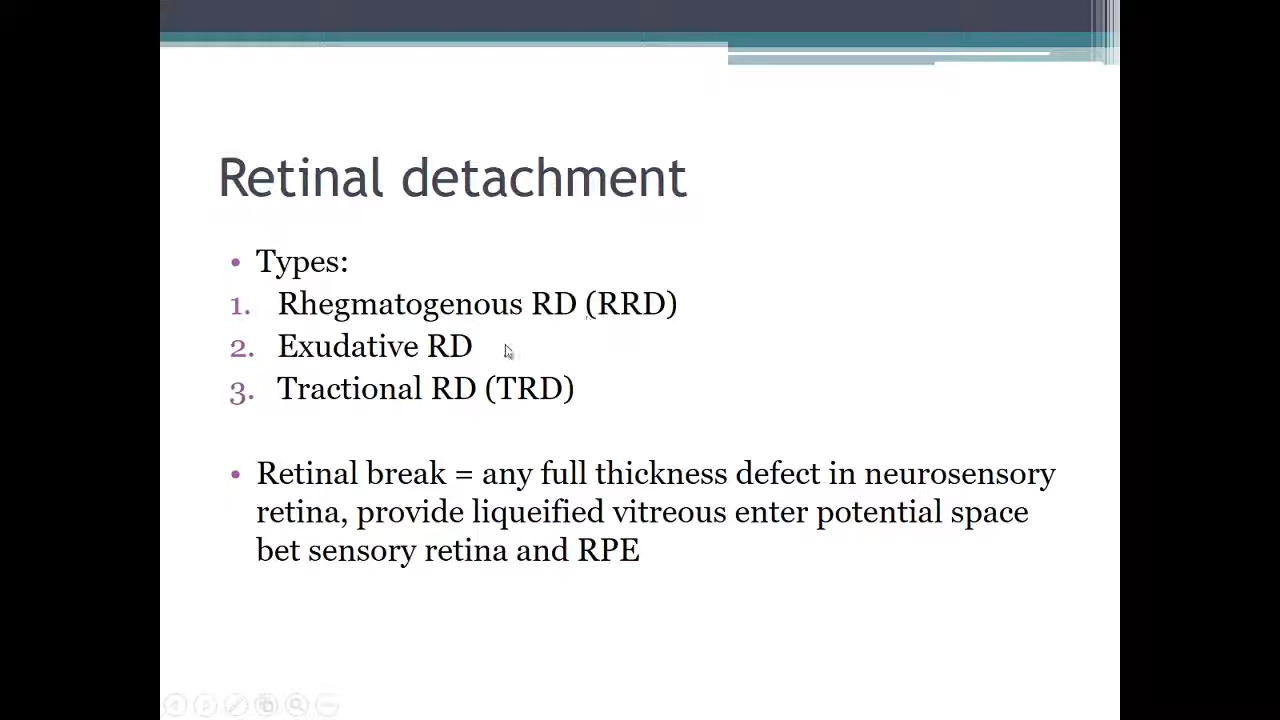 Retinal detachment
• Types:
1. Rhegmatogenous RD (RRD)
2. Exudative RD
3. Tractional RD (TRD)
• Retinal break = any full thickness defect in neurosensory
retina, provide liqueified vitreous enter potential space
bet sensory retina and RPE